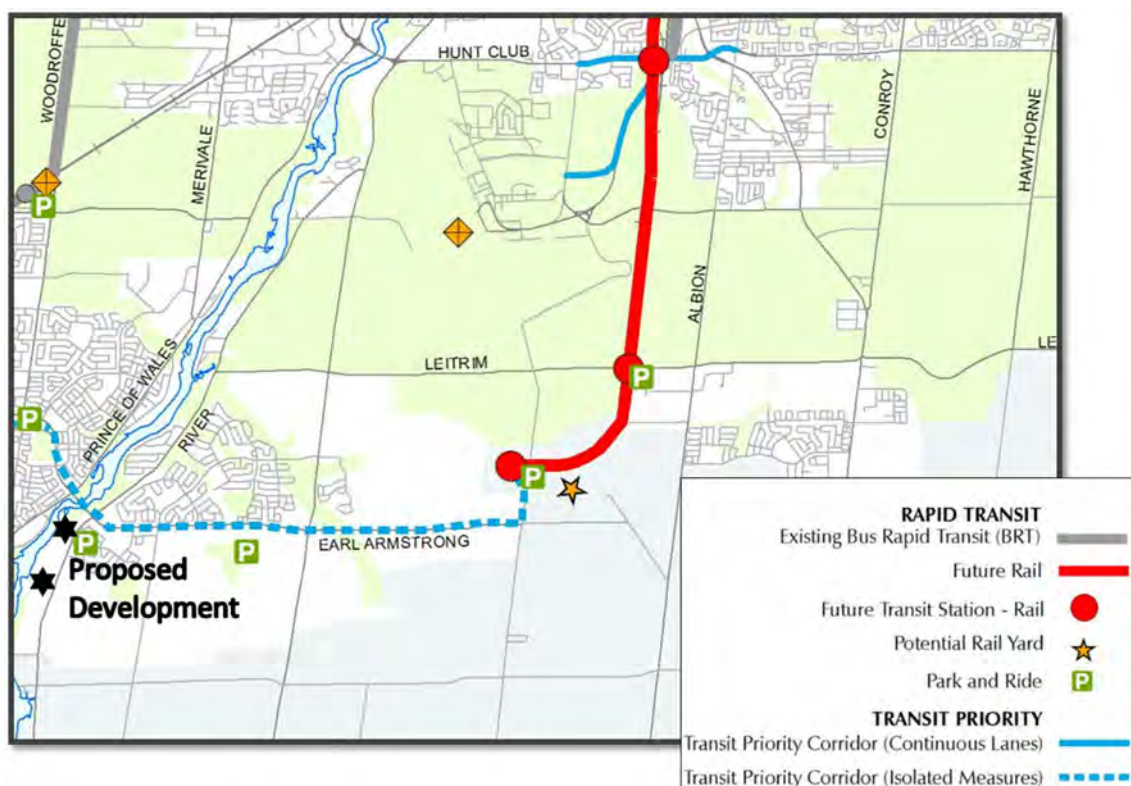 HUNT CLUB
WOODROFFE
MERIVALE
CONROY
HAWTHORNE
P
ALBION
LEITRIM
LE
P
PRINCE OF WALES
RIVER
P
P
EARL ARMSTRONG
P
P
Proposed
Development
RAPID TRANSIT
Existing Bus Rapid Transit (BRT)
Future Rail
Future Transit Station - Rail
Potential Rail Yard
Park and Ride
P
TRANSIT PRIORITY
Transit Priority Corridor (Continuous Lanes)
Transit Priority Corridor (Isolated Measures)